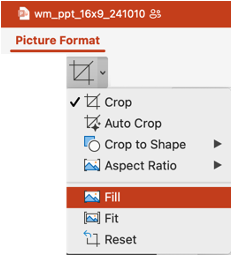 wm_ppt_16x9_241010
Picture Format
Crop
Auto Crop
Crop to Shape
Aspect Ratio
Fill
Fit
Reset